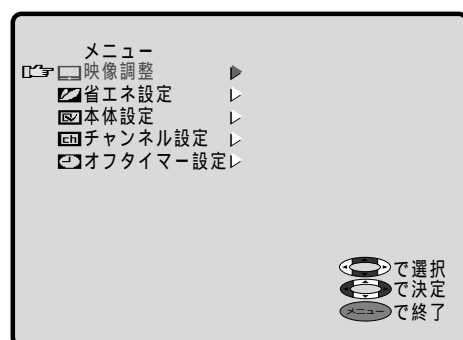 メニュー
映像調整
省エネ設定
本体設定
chチャンネル設定
オフタイマー設定
で選択
で決定
メニューで終了